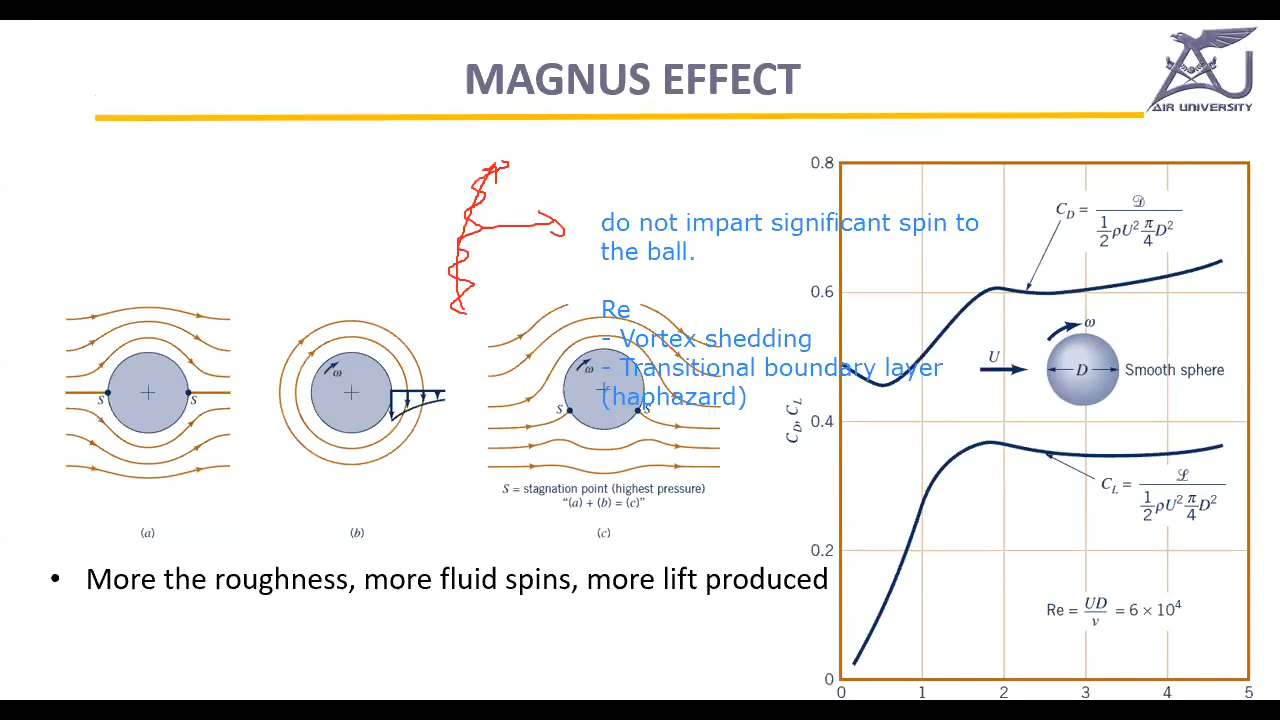 MAGNUS EFFECT
AIR UNIVERSITY
do not impart significant spin to
the ball.
Re
- Vortex shedding
- Transitional boundary layer
(haphazard)
S
S
ω
ω
S
S
S = stagnation point (highest pressure)
“(a) + (b) = (c)”
(a)
(b)
(c)
• More the roughness, more fluid spins, more lift produced
0.8
0.6
0.4
0.2
0
C_D, C_L
C_D = 𝒟 / (1/2 ρU² π/4 D²)
ω
U
D
Smooth sphere
C_L = ℒ / (1/2 ρU² π/4 D²)
Re = UD/ν = 6 × 10⁴
0 1 2 3 4 5